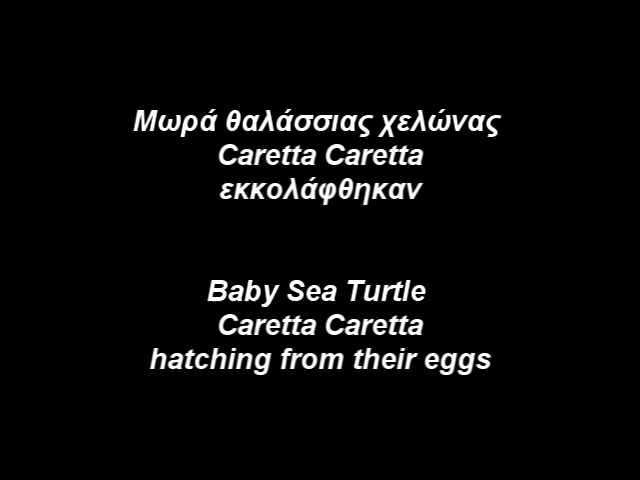 Μωρά θαλάσσιας χελώνας
Caretta Caretta
εκκολάφθηκαν
Baby Sea Turtle
Caretta Caretta
hatching from their eggs